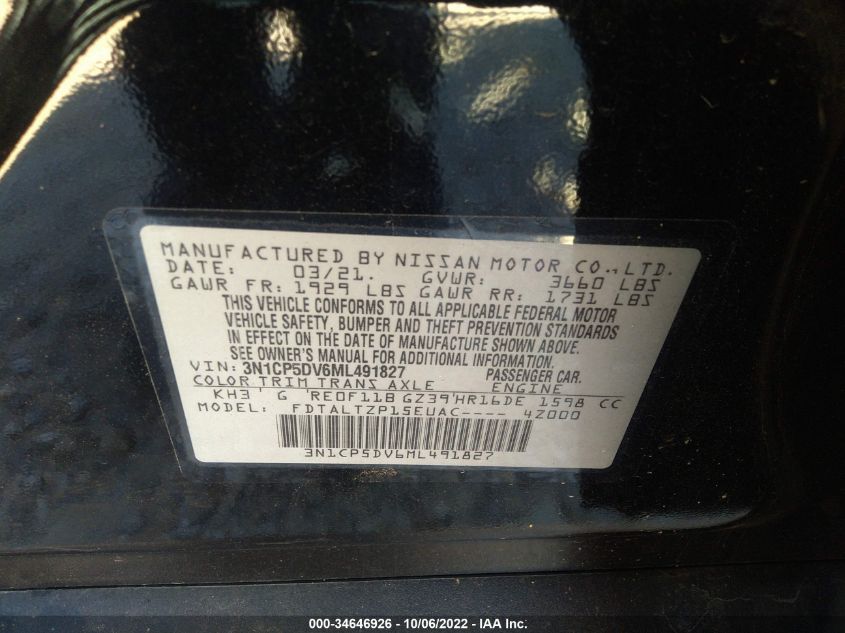 MANUFACTURED BY NISSAN MOTOR CO., LTD.
DATE: 03/21. GVWR: 3660 LBS
GAWR FR: 1929 LBS GAWR RR: 1731 LBS
THIS VEHICLE CONFORMS TO ALL APPLICABLE FEDERAL MOTOR
VEHICLE SAFETY, BUMPER AND THEFT PREVENTION STANDARDS
IN EFFECT ON THE DATE OF MANUFACTURE SHOWN ABOVE.
SEE OWNER'S MANUAL FOR ADDITIONAL INFORMATION
VIN: 3N1CP5DV6ML491827 PASSENGER CAR.
COLOR TRIM TRANS AXLE ENGINE
KH3 G RE0F11B GZ39 HR16DE 1598 CC
MODEL: FDTALTZP15EUAC---- 4Z000
3N1CP5DV6ML491827
000-34646926 - 10/06/2022 - IAA Inc.